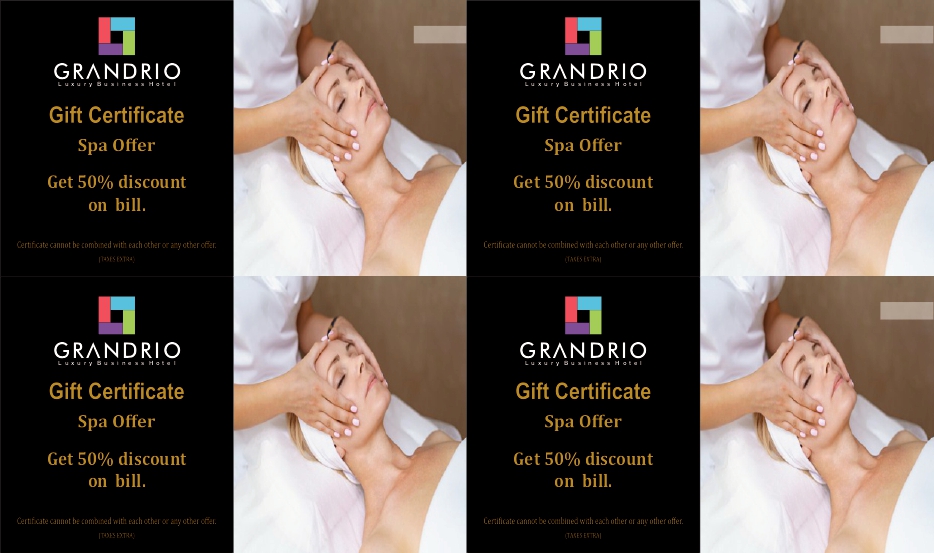 GRANDRIO
Luxury Business Hotel
Gift Certificate
Spa Offer
Get 50% discount
on bill.
Certificate cannot be combined with each other or any other offer.
(TAXES EXTRA)
GRANDRIO
Luxury Business Hotel
Gift Certificate
Spa Offer
Get 50% discount
on bill.
Certificate cannot be combined with each other or any other offer.
(TAXES EXTRA)
GRANDRIO
Luxury Business Hotel
Gift Certificate
Spa Offer
Get 50% discount
on bill.
Certificate cannot be combined with each other or any other offer.
(TAXES EXTRA)
GRANDRIO
Luxury Business Hotel
Gift Certificate
Spa Offer
Get 50% discount
on bill.
Certificate cannot be combined with each other or any other offer.
(TAXES EXTRA)